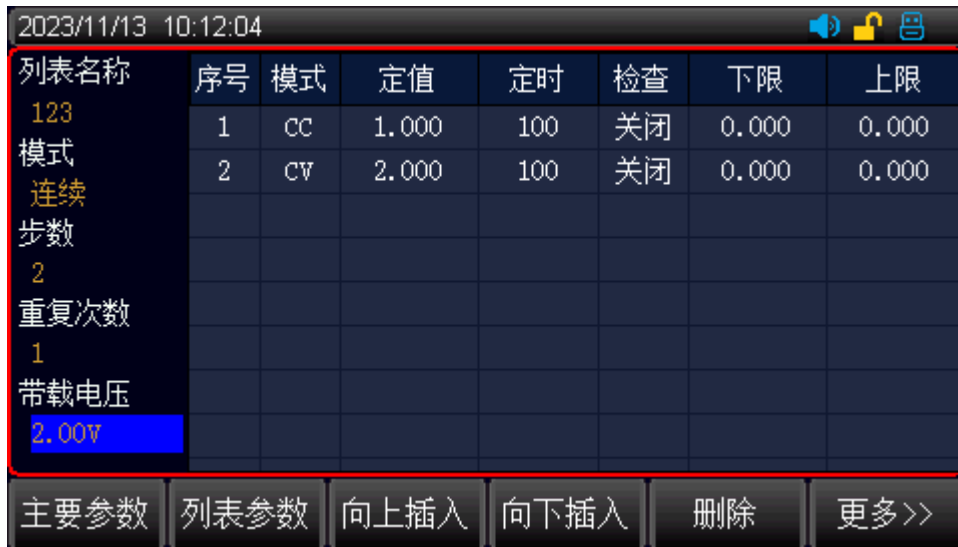 2023/11/13 10:12:04
列表名称
123
模式
连续
步数
2
重复次数
1
带载电压
2.00V
序号 模式 定值 定时 检查 下限 上限
1 CC 1.000 100 关闭 0.000 0.000
2 CV 2.000 100 关闭 0.000 0.000
主要参数 列表参数 向上插入 向下插入 删除 更多>>